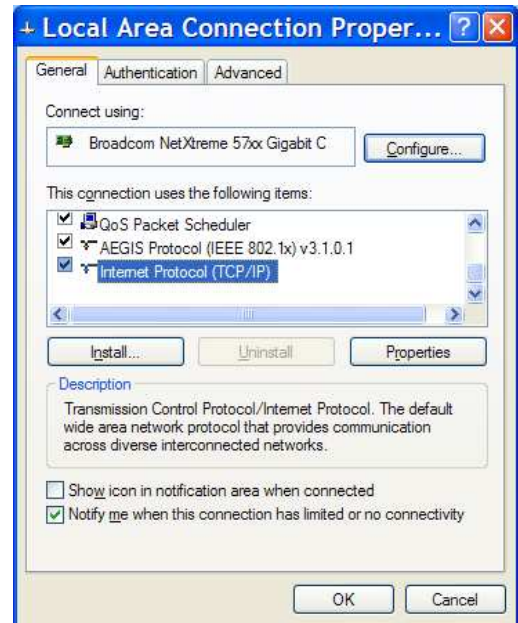 Local Area Connection Proper...
General Authentication Advanced
Connect using:
Broadcom NetXtreme 57xx Gigabit C
Configure...
This connection uses the following items:
QoS Packet Scheduler
AEGIS Protocol (IEEE 802.1x) v3.1.0.1
Internet Protocol (TCP/IP)
Install... Uninstall Properties
Description
Transmission Control Protocol/Internet Protocol. The default
wide area network protocol that provides communication
across diverse interconnected networks.
Show icon in notification area when connected
Notify me when this connection has limited or no connectivity
OK Cancel